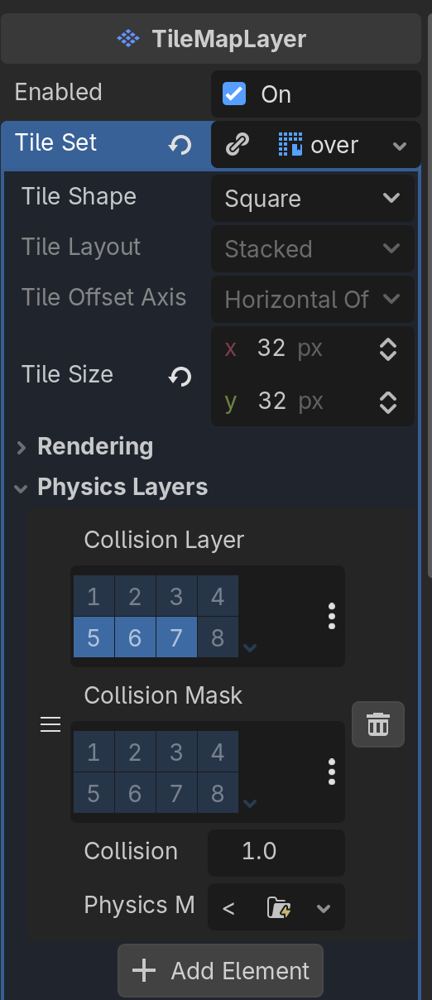 TileMapLayer
Enabled On
Tile Set over
Tile Shape Square
Tile Layout Stacked
Tile Offset Axis Horizontal Of
Tile Size x 32 px
y 32 px
Rendering
Physics Layers
Collision Layer
1 2 3 4
5 6 7 8
Collision Mask
1 2 3 4
5 6 7 8
Collision 1.0
Physics M <
Add Element